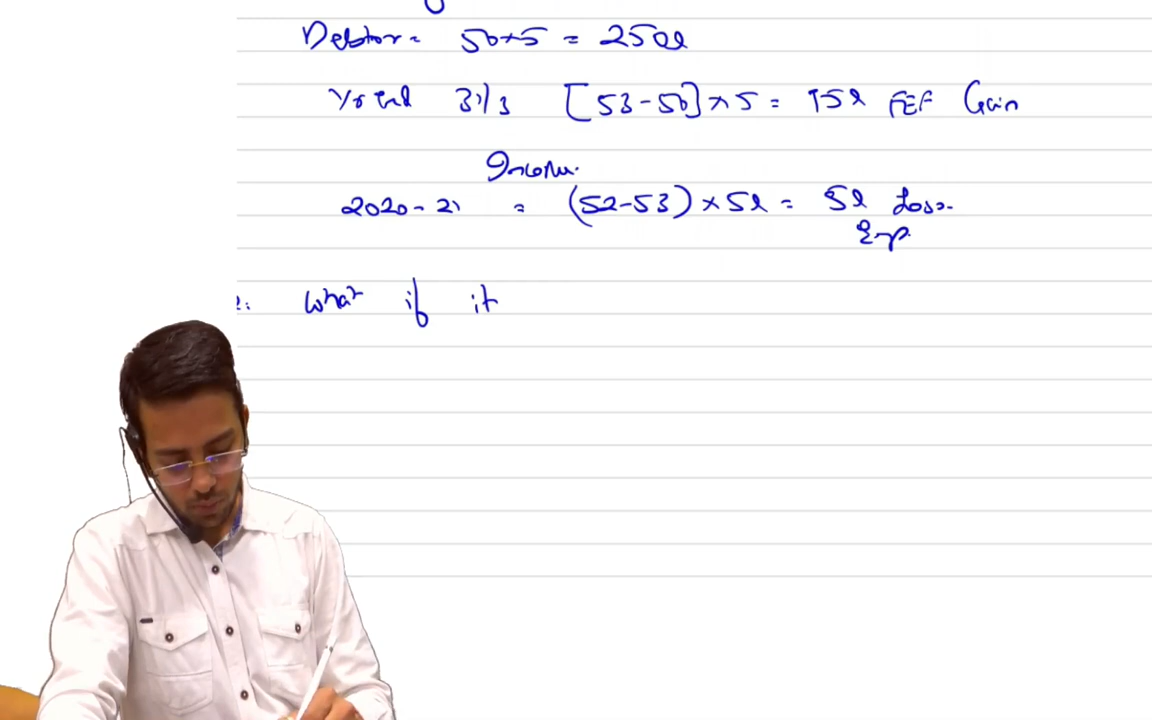 Debtor = 50×5 = 250l
Yr End 31/3 [53-50]×5 = 15l FEF Gain
Income
2020-21 = (52-53)×5l = 5l Loss
Exp
2: What if it